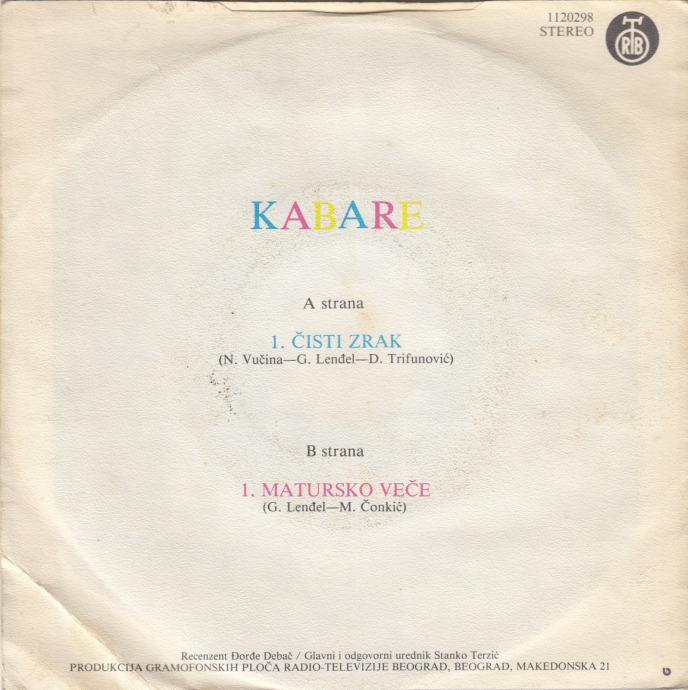 1120298
STEREO
RTB
KABARE
A strana
1. ČISTI ZRAK
(N. Vučina—G. Lenđel—D. Trifunović)
B strana
1. MATURSKO VEČE
(G. Lenđel—M. Čonkić)
Recenzent Đorđe Debač / Glavni i odgovorni urednik Stanko Terzić
PRODUKCIJA GRAMOFONSKIH PLOČA RADIO-TELEVIZIJE BEOGRAD, BEOGRAD, MAKEDONSKA 21